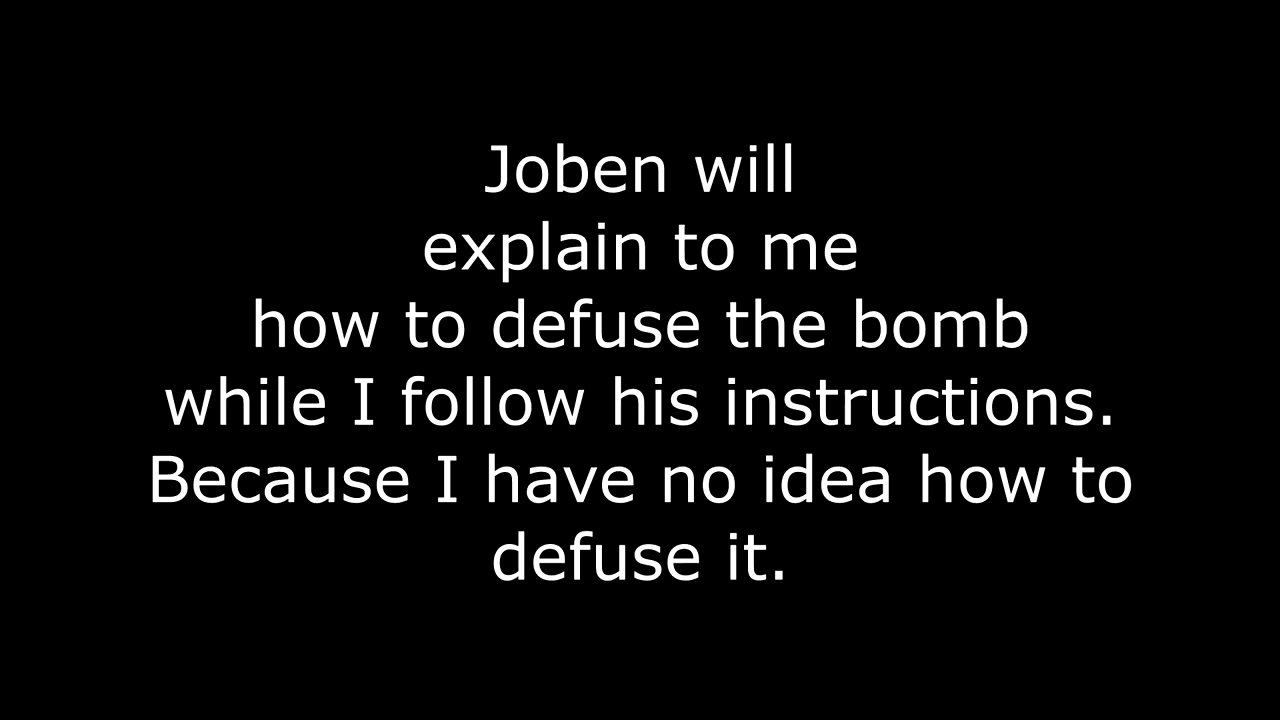 Joben will
explain to me
how to defuse the bomb
while I follow his instructions.
Because I have no idea how to
defuse it.